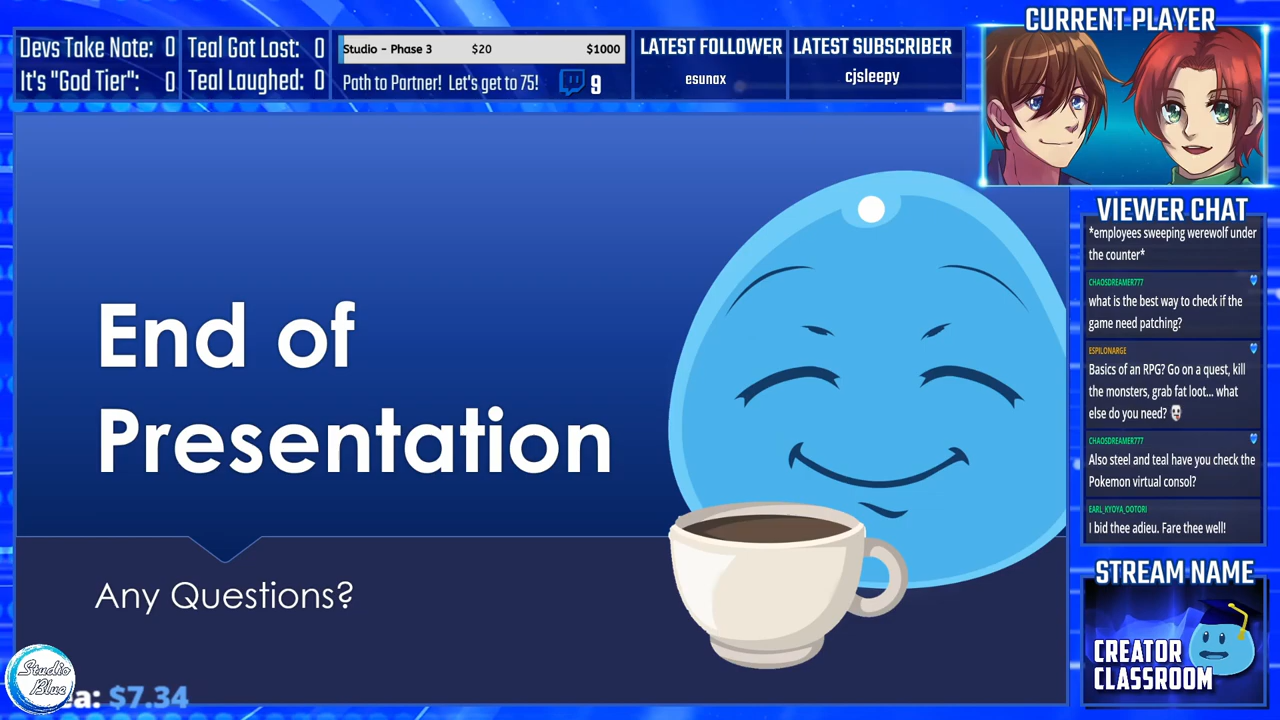 Devs Take Note: 0
It's "God Tier": 0
Teal Got Lost: 0
Teal Laughed: 0
Studio - Phase 3 $20 $1000
Path to Partner! Let's get to 75! 9
LATEST FOLLOWER
esunax
LATEST SUBSCRIBER
cjsleepy
CURRENT PLAYER
End of
Presentation
Any Questions?
VIEWER CHAT
*employees sweeping werewolf under
the counter*
CHAOSDREAMER777
what is the best way to check if the
game need patching?
ESPILONARGE
Basics of an RPG? Go on a quest, kill
the monsters, grab fat loot... what
else do you need?
CHAOSDREAMER777
Also steel and teal have you check the
Pokemon virtual consol?
EARL_KYOYA_OOTORI
I bid thee adieu. Fare thee well!
STREAM NAME
CREATOR
CLASSROOM
Studio
Blue
ea: $7.34